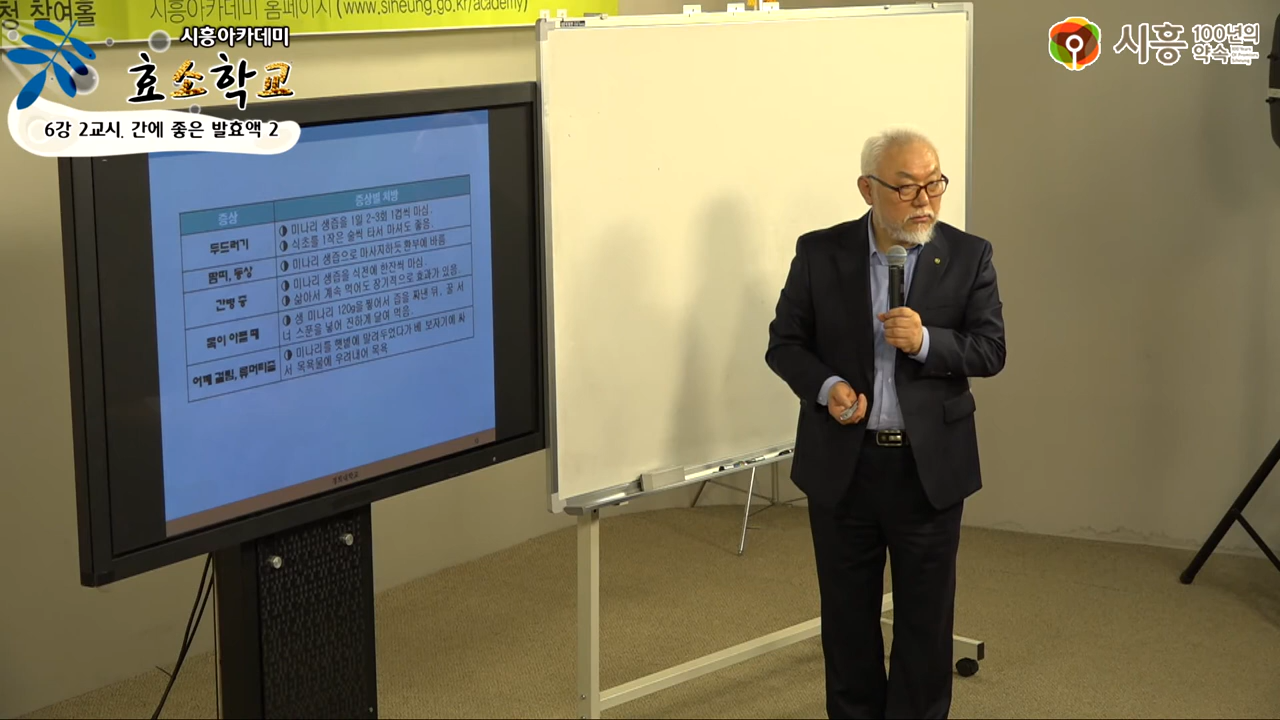 청 참여홀 시흥아카데미 홈페이지 (www.siheung.go.kr/academy)
시흥아카데미
효소학교
6강 2교시. 간에 좋은 발효액 2
시흥 100년의
약속
증상 증상별 처방
두드러기 ◑ 미나리 생즙을 1일 2-3회 1컵씩 마심.
◑ 식초를 1작은 술씩 타서 마셔도 좋음.
땀띠, 동상 ◑ 미나리 생즙으로 마사지하듯 환부에 바름
간병 중 ◑ 미나리 생즙을 식전에 한잔씩 마심.
◑ 삶아서 계속 먹어도 장기적으로 효과가 있음.
목이 아플 때 ◑ 생 미나리 120g을 찧어서 즙을 짜낸 뒤, 꿀 서
너 스푼을 넣어 진하게 달여 먹음.
어깨 결림, 류머티즘 ◑ 미나리를 햇볕에 말려두었다가 베 보자기에 싸
서 목욕물에 우려내어 목욕